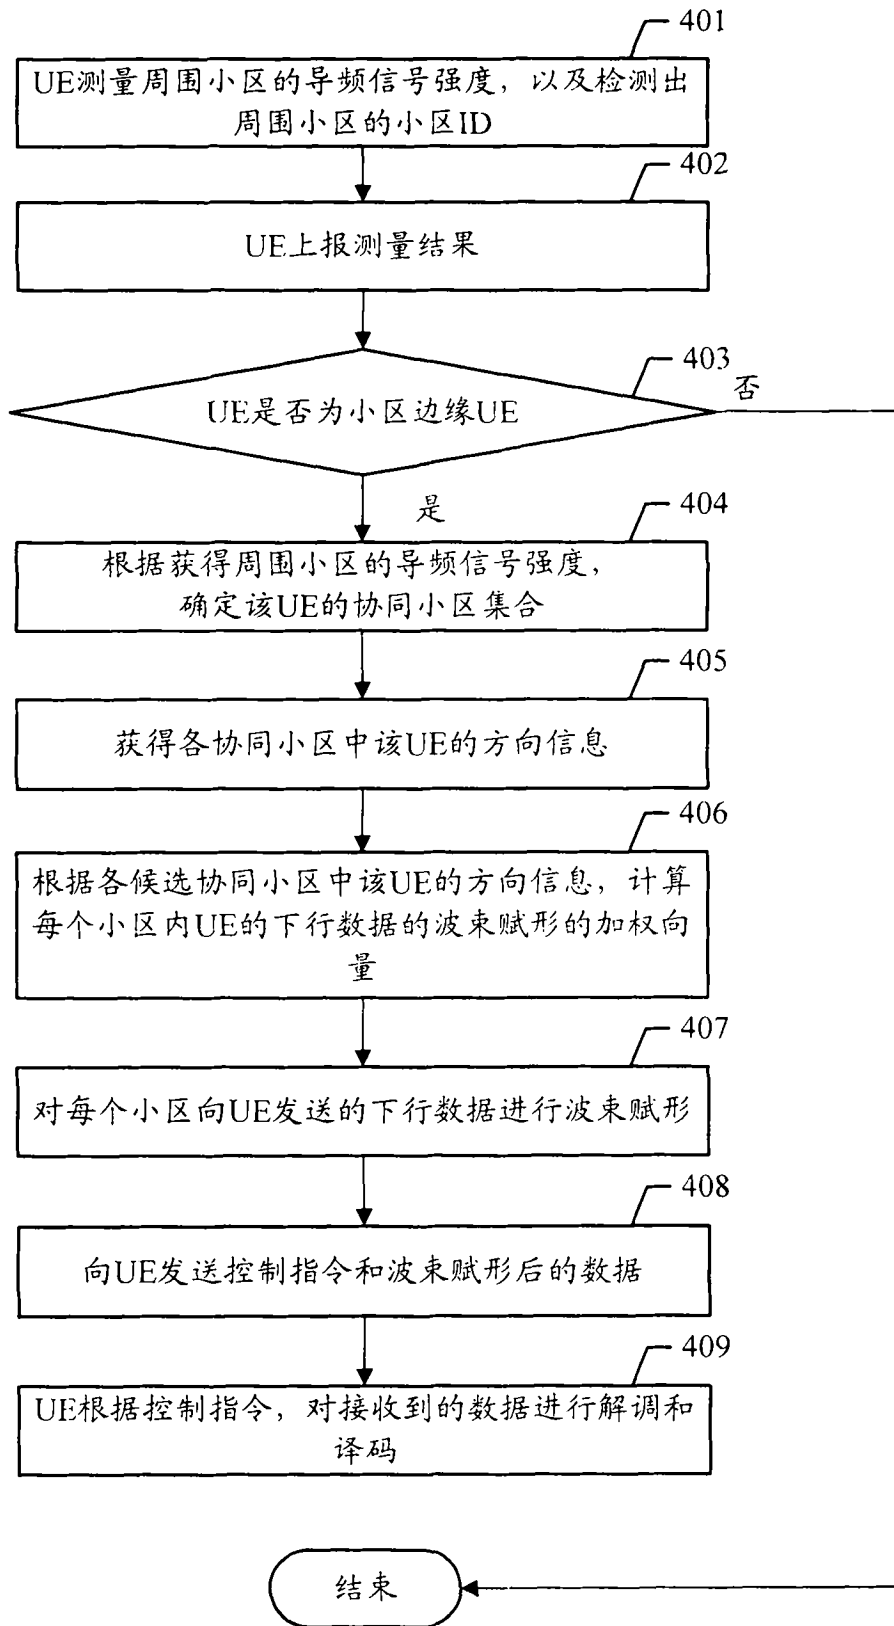 401
UE测量周围小区的导频信号强度，以及检测出
周围小区的小区ID
402
UE上报测量结果
403
UE是否为小区边缘UE
否
是
404
根据获得周围小区的导频信号强度，
确定该UE的协同小区集合
405
获得各协同小区中该UE的方向信息
406
根据各候选协同小区中该UE的方向信息，计算
每个小区内UE的下行数据的波束赋形的加权向
量
407
对每个小区向UE发送的下行数据进行波束赋形
408
向UE发送控制指令和波束赋形后的数据
409
UE根据控制指令，对接收到的数据进行解调和
译码
结束